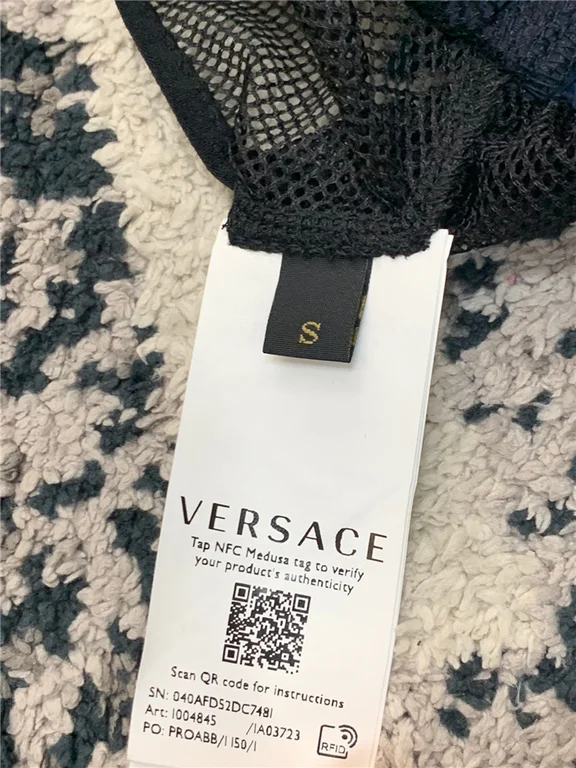 S
VERSACE
Tap NFC Medusa tag to verify
your product's authenticity
Scan QR code for instructions
SN: 040AFD52DC7481
Art: 1004845 /1A03723
PO: PROABB/1150/1
RFID